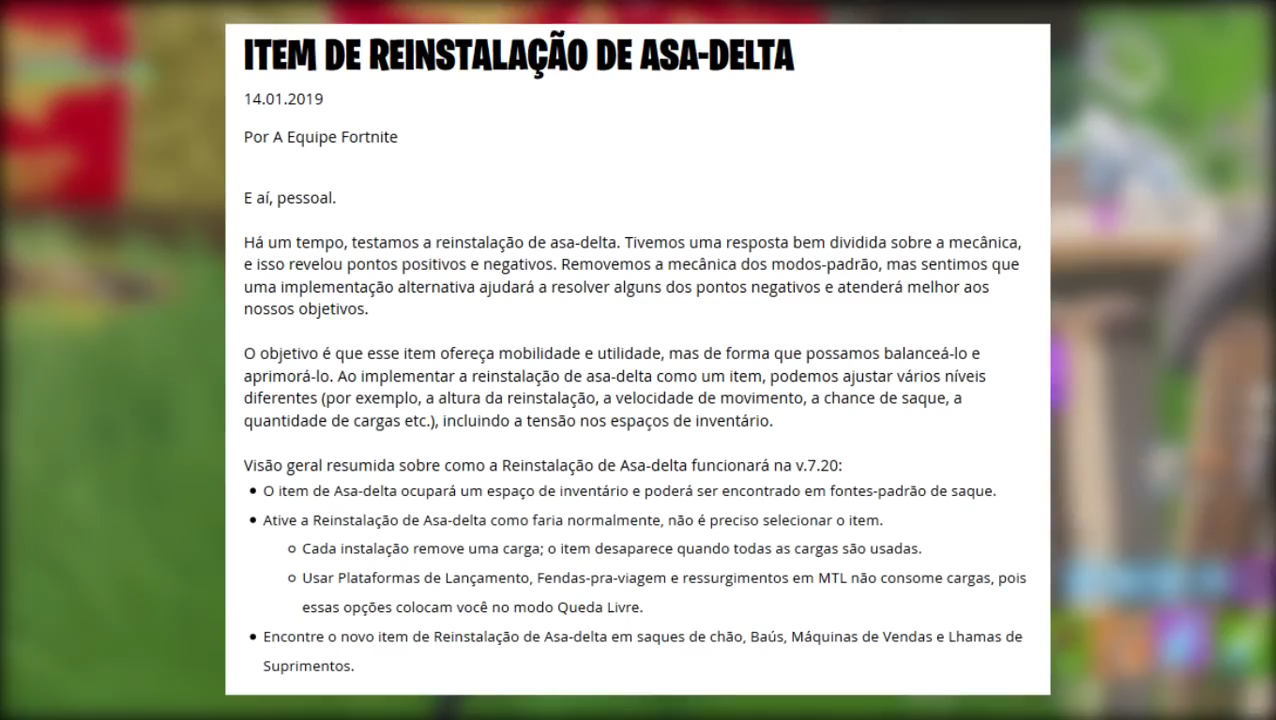 ITEM DE REINSTALAÇÃO DE ASA-DELTA
14.01.2019
Por A Equipe Fortnite
E aí, pessoal.
Há um tempo, testamos a reinstalação de asa-delta. Tivemos uma resposta bem dividida sobre a mecânica,
e isso revelou pontos positivos e negativos. Removemos a mecânica dos modos-padrão, mas sentimos que
uma implementação alternativa ajudará a resolver alguns dos pontos negativos e atenderá melhor aos
nossos objetivos.
O objetivo é que esse item ofereça mobilidade e utilidade, mas de forma que possamos balanceá-lo e
aprimorá-lo. Ao implementar a reinstalação de asa-delta como um item, podemos ajustar vários níveis
diferentes (por exemplo, a altura da reinstalação, a velocidade de movimento, a chance de saque, a
quantidade de cargas etc.), incluindo a tensão nos espaços de inventário.
Visão geral resumida sobre como a Reinstalação de Asa-delta funcionará na v.7.20:
• O item de Asa-delta ocupará um espaço de inventário e poderá ser encontrado em fontes-padrão de saque.
• Ative a Reinstalação de Asa-delta como faria normalmente, não é preciso selecionar o item.
○ Cada instalação remove uma carga; o item desaparece quando todas as cargas são usadas.
○ Usar Plataformas de Lançamento, Fendas-pra-viagem e ressurgimentos em MTL não consome cargas, pois
essas opções colocam você no modo Queda Livre.
• Encontre o novo item de Reinstalação de Asa-delta em saques de chão, Baús, Máquinas de Vendas e Lhamas de
Suprimentos.